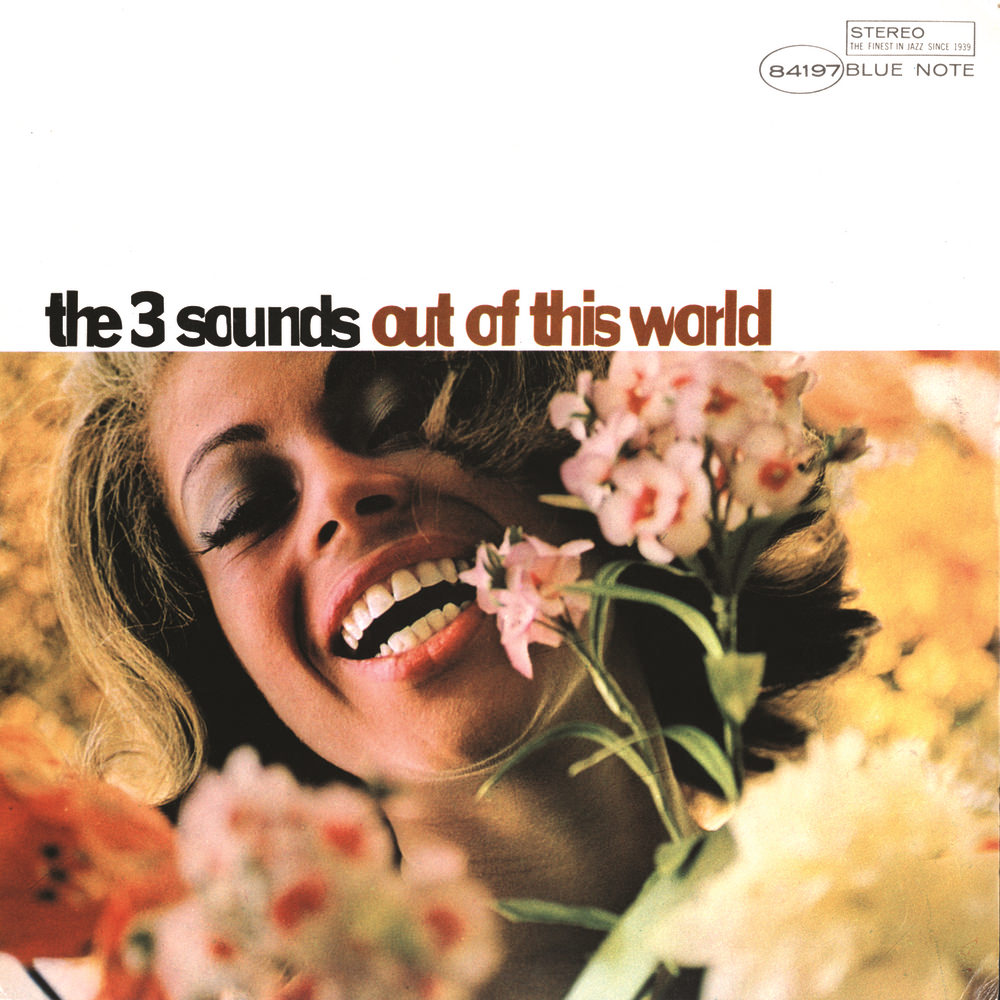 STEREO
THE FINEST IN JAZZ SINCE 1939
84197 BLUE NOTE
the 3 sounds out of this world